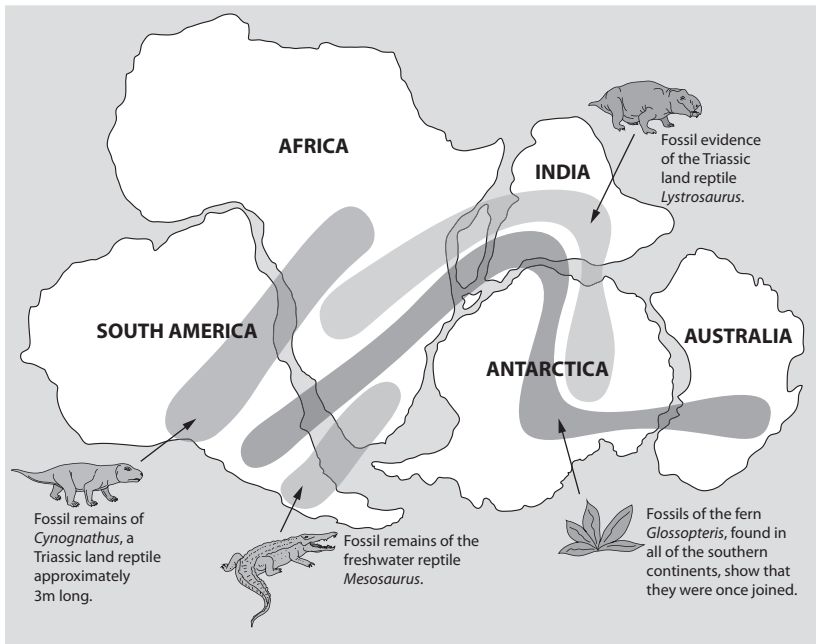 AFRICA
INDIA
Fossil evidence
of the Triassic
land reptile
Lystrosaurus.
SOUTH AMERICA
ANTARCTICA
AUSTRALIA
Fossil remains of
Cynognathus, a
Triassic land reptile
approximately
3m long.
Fossil remains of the
freshwater reptile
Mesosaurus.
Fossils of the fern
Glossopteris, found in
all of the southern
continents, show that
they were once joined.